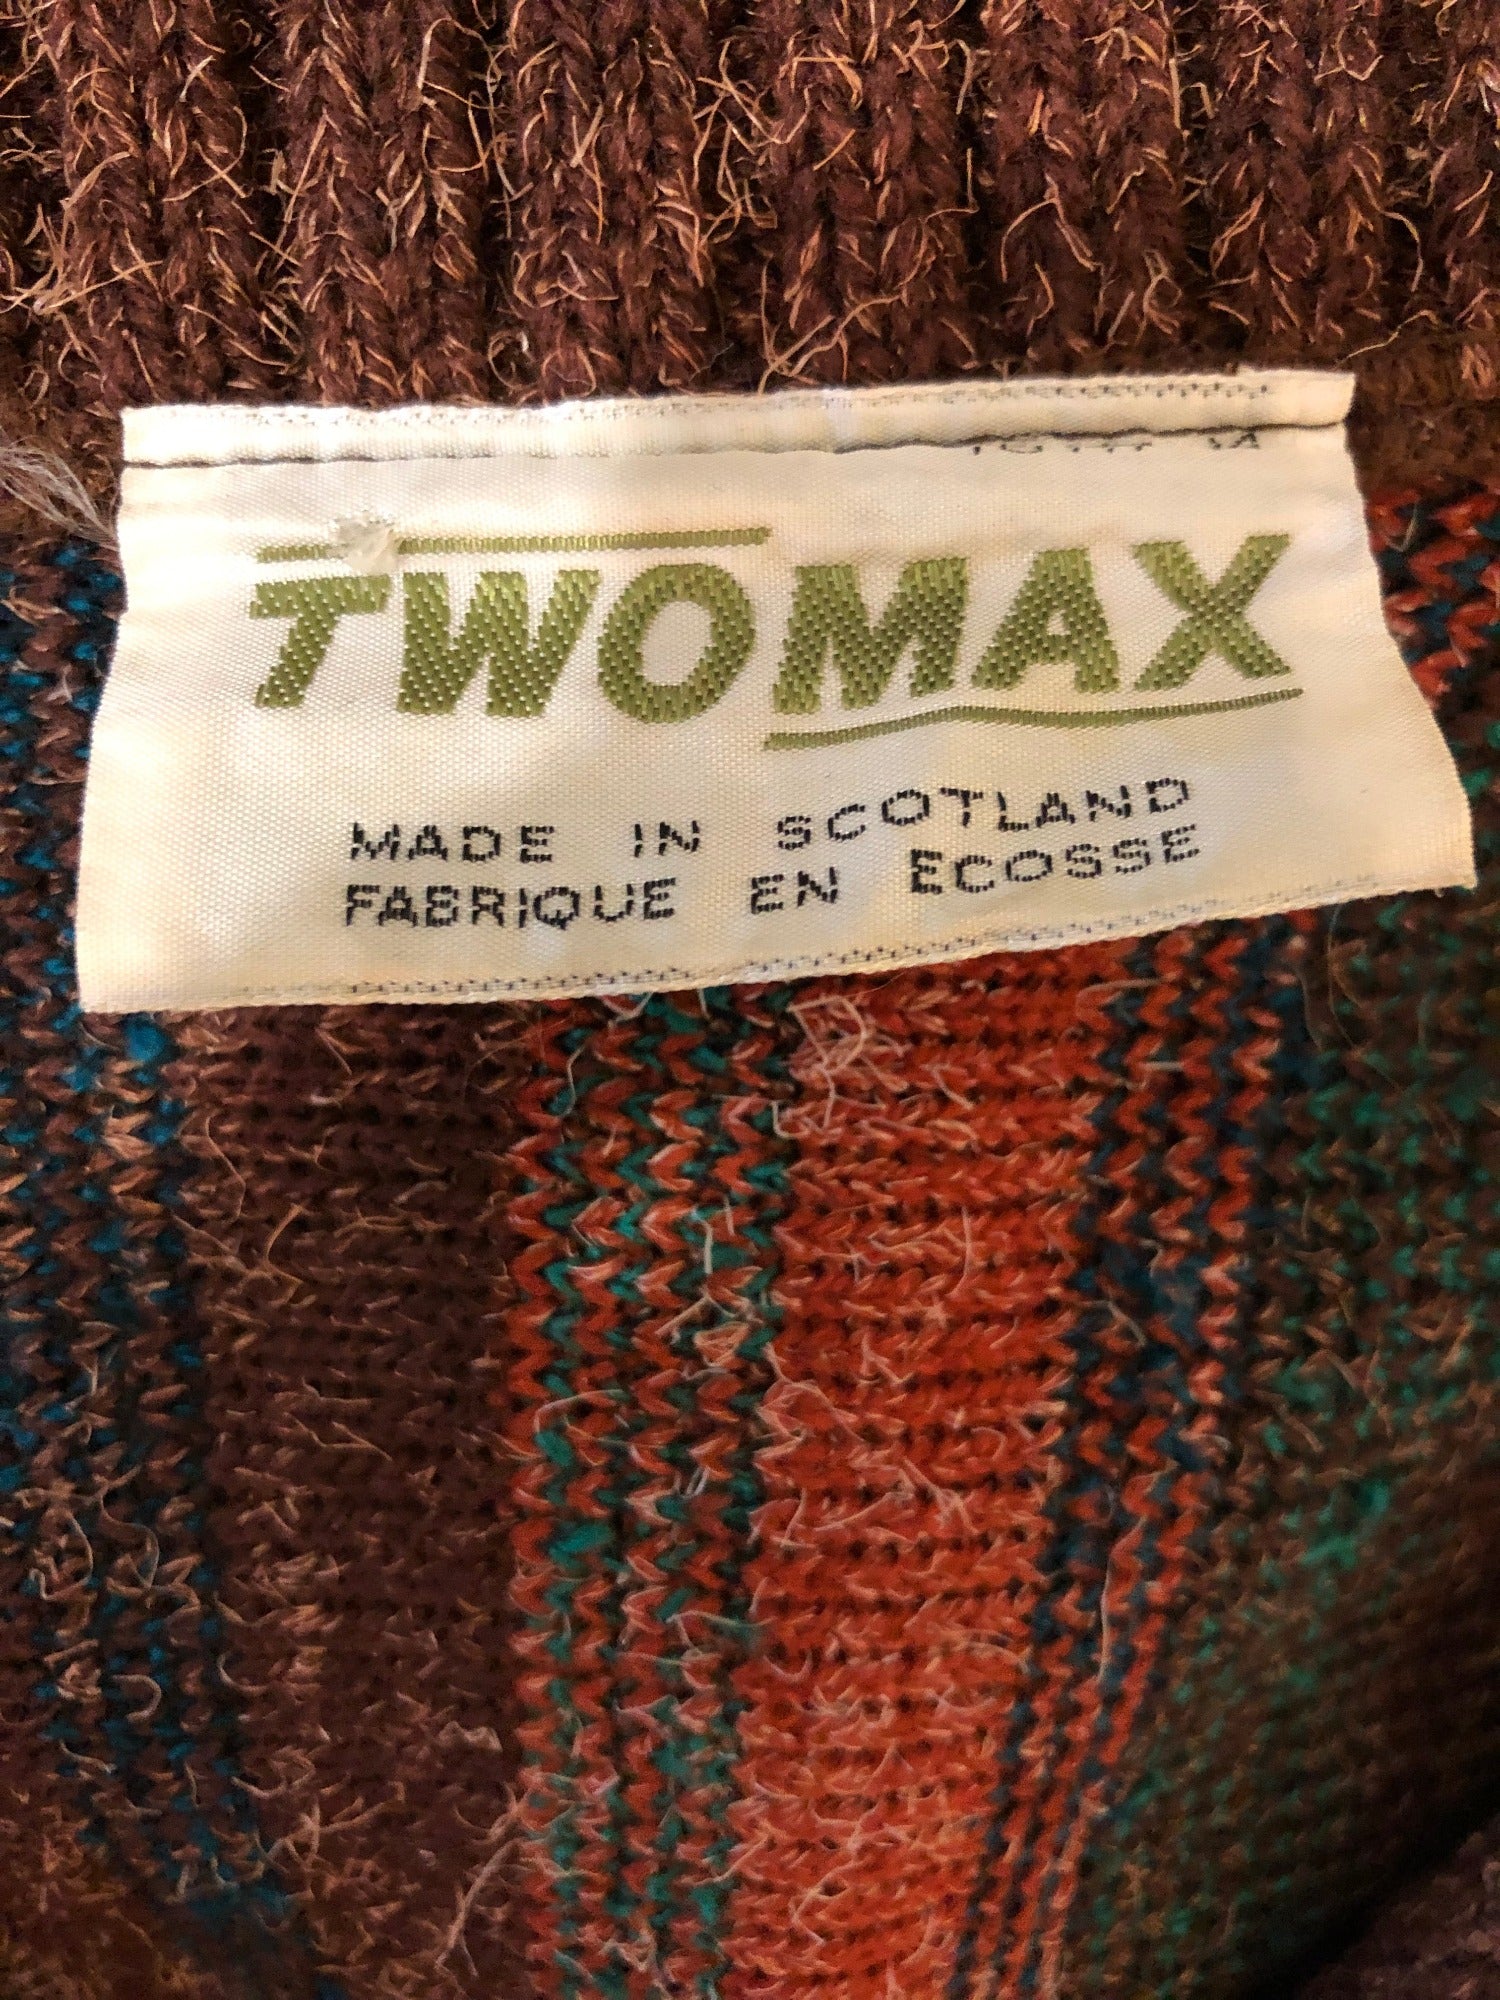 TWOMAX
MADE IN SCOTLAND
FABRIQUE EN ECOSSE